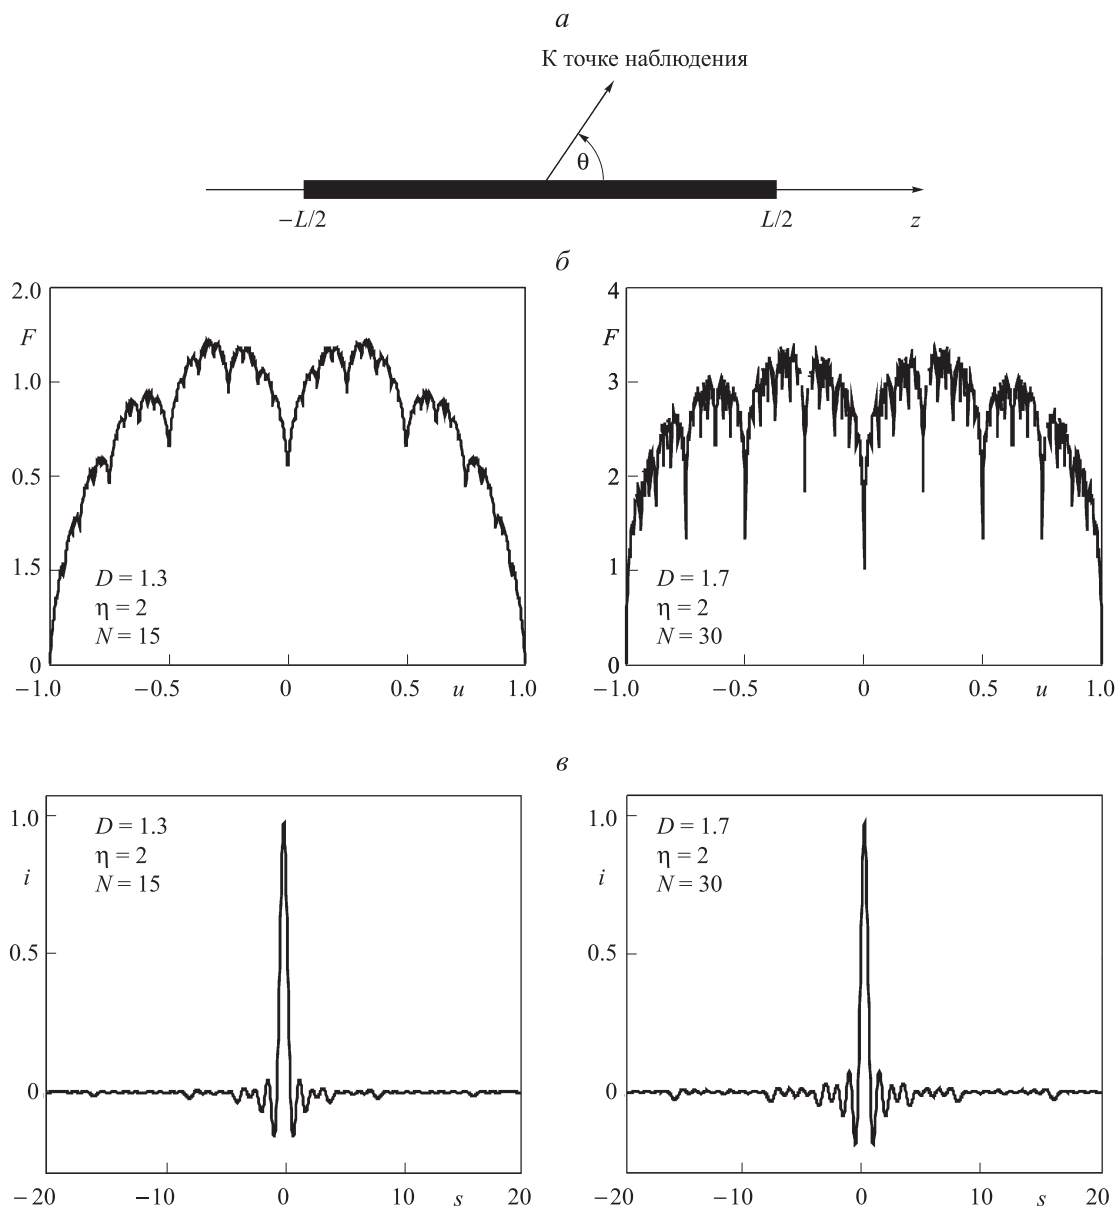 а
К точке наблюдения
θ
−L/2
L/2
z
б
2.0
F
1.0
0.5
1.5
0
D = 1.3
η = 2
N = 15
−1.0
−0.5
0
0.5
u
1.0
4
F
3
2
1
0
D = 1.7
η = 2
N = 30
−1.0
−0.5
0
0.5
u
1.0
в
1.0
i
0.5
0
D = 1.3
η = 2
N = 15
−20
−10
0
10
s
20
1.0
i
0.5
0
D = 1.7
η = 2
N = 30
−20
−10
0
10
s
20